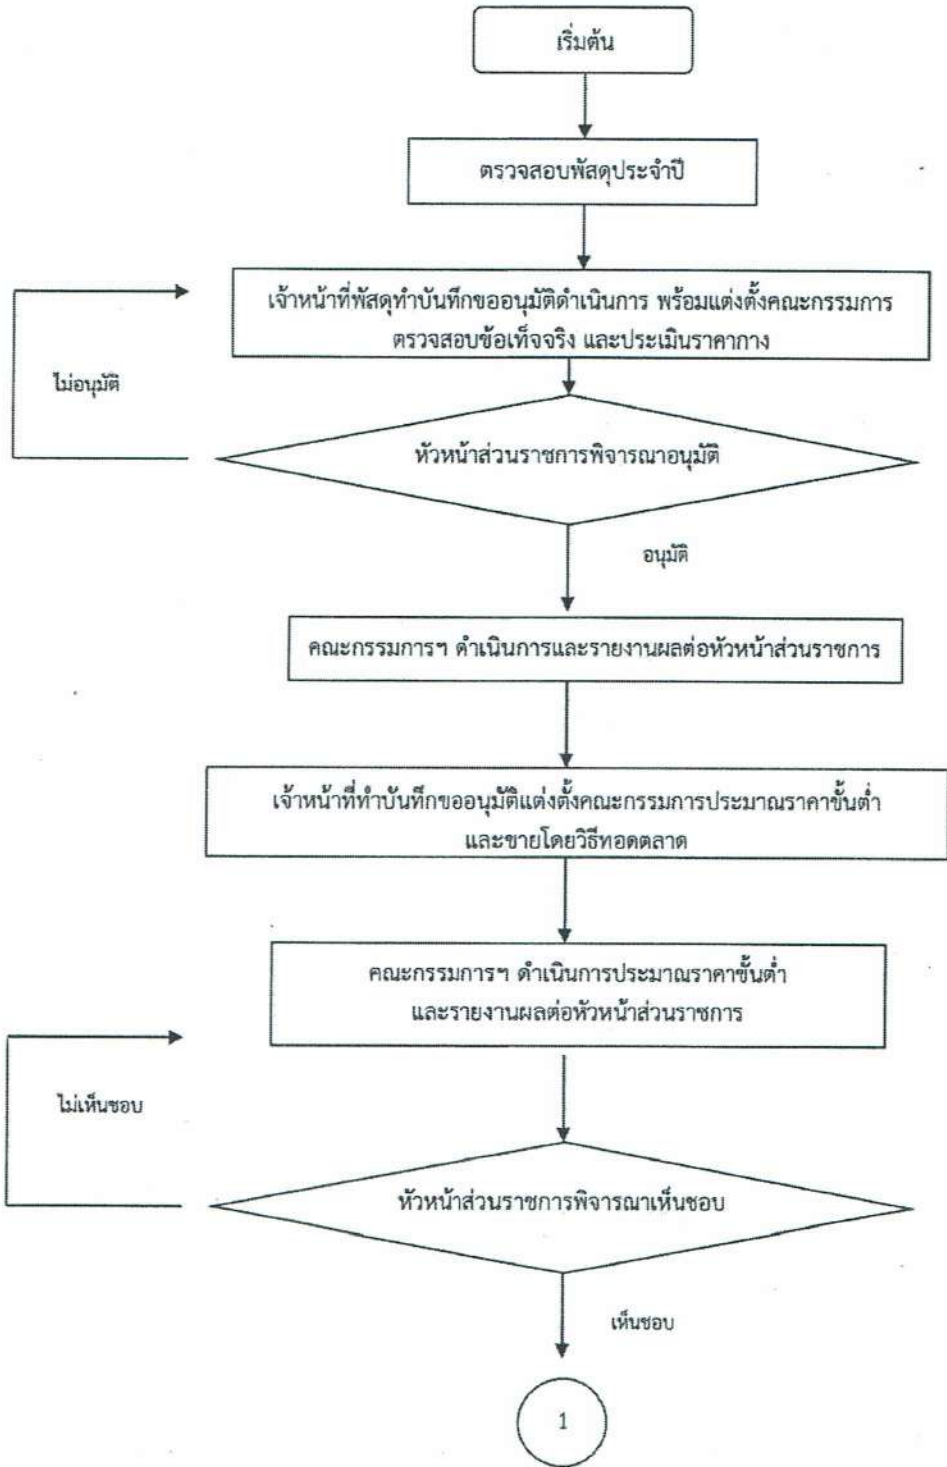 เริ่มต้น
ตรวจสอบพัสดุประจำปี
เจ้าหน้าที่พัสดุทำบันทึกขออนุมัติดำเนินการ พร้อมแต่งตั้งคณะกรรมการ
ตรวจสอบข้อเท็จจริง และประเมินราคากาง
ไม่อนุมัติ
หัวหน้าส่วนราชการพิจารณาอนุมัติ
อนุมัติ
คณะกรรมการฯ ดำเนินการและรายงานผลต่อหัวหน้าส่วนราชการ
เจ้าหน้าที่ทำบันทึกขออนุมัติแต่งตั้งคณะกรรมการประมาณราคาขั้นต่ำ
และขายโดยวิธีทอดตลาด
คณะกรรมการฯ ดำเนินการประมาณราคาขั้นต่ำ
และรายงานผลต่อหัวหน้าส่วนราชการ
ไม่เห็นชอบ
หัวหน้าส่วนราชการพิจารณาเห็นชอบ
เห็นชอบ
1